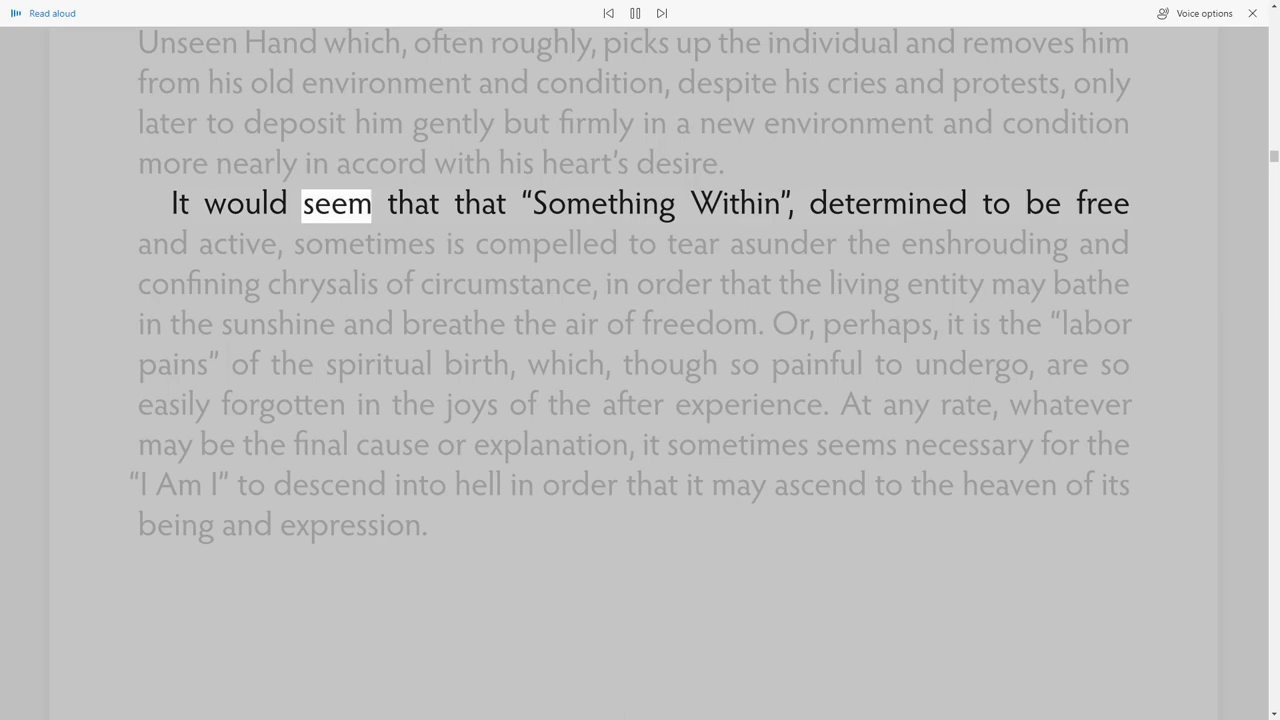 Read aloud
Voice options
Unseen Hand which, often roughly, picks up the individual and removes him
from his old environment and condition, despite his cries and protests, only
later to deposit him gently but firmly in a new environment and condition
more nearly in accord with his heart’s desire.
It would seem that that “Something Within”, determined to be free
and active, sometimes is compelled to tear asunder the enshrouding and
confining chrysalis of circumstance, in order that the living entity may bathe
in the sunshine and breathe the air of freedom. Or, perhaps, it is the “labor
pains” of the spiritual birth, which, though so painful to undergo, are so
easily forgotten in the joys of the after experience. At any rate, whatever
may be the final cause or explanation, it sometimes seems necessary for the
“I Am I” to descend into hell in order that it may ascend to the heaven of its
being and expression.